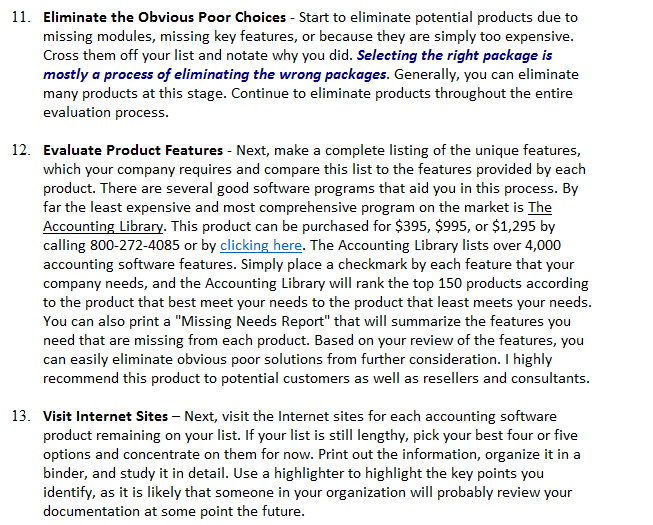 11. Eliminate the Obvious Poor Choices - Start to eliminate potential products due to
missing modules, missing key features, or because they are simply too expensive.
Cross them off your list and notate why you did. Selecting the right package is
mostly a process of eliminating the wrong packages. Generally, you can eliminate
many products at this stage. Continue to eliminate products throughout the entire
evaluation process.
12. Evaluate Product Features - Next, make a complete listing of the unique features,
which your company requires and compare this list to the features provided by each
product. There are several good software programs that aid you in this process. By
far the least expensive and most comprehensive program on the market is The
Accounting Library. This product can be purchased for $395, $995, or $1,295 by
calling 800-272-4085 or by clicking here. The Accounting Library lists over 4,000
accounting software features. Simply place a checkmark by each feature that your
company needs, and the Accounting Library will rank the top 150 products according
to the product that best meet your needs to the product that least meets your needs.
You can also print a "Missing Needs Report" that will summarize the features you
need that are missing from each product. Based on your review of the features, you
can easily eliminate obvious poor solutions from further consideration. I highly
recommend this product to potential customers as well as resellers and consultants.
13. Visit Internet Sites – Next, visit the Internet sites for each accounting software
product remaining on your list. If your list is still lengthy, pick your best four or five
options and concentrate on them for now. Print out the information, organize it in a
binder, and study it in detail. Use a highlighter to highlight the key points you
identify, as it is likely that someone in your organization will probably review your
documentation at some point the future.